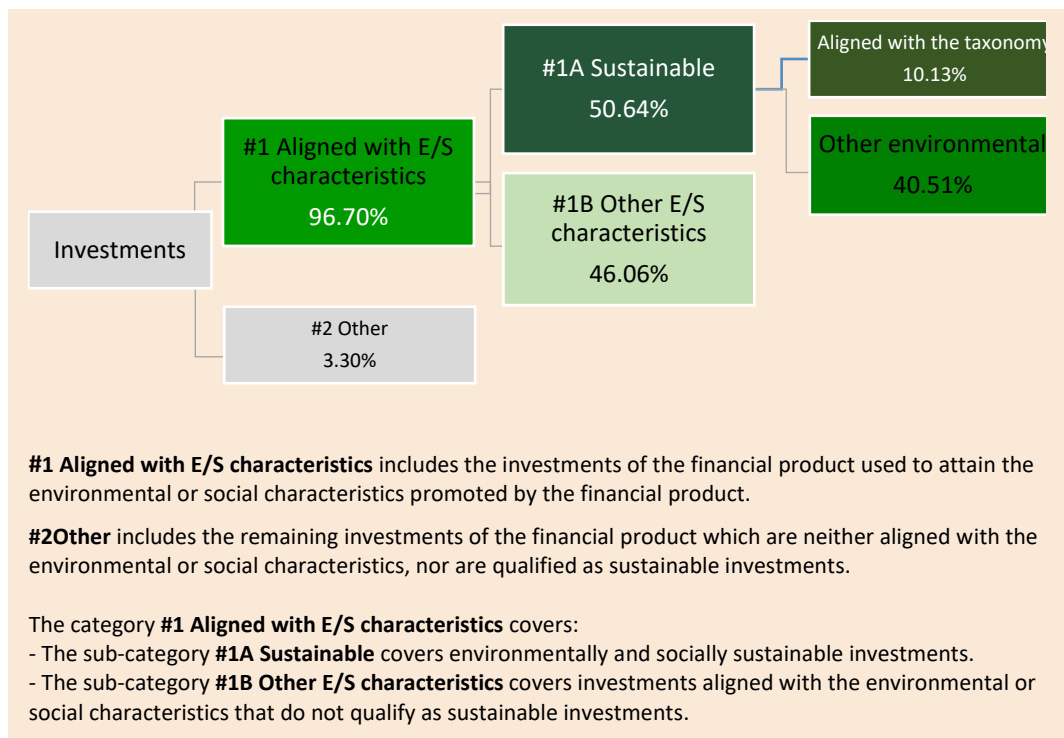 Aligned with the taxonomy
10.13%
#1A Sustainable
50.64%
Other environmental
40.51%
#1 Aligned with E/S
characteristics
96.70%
#1B Other E/S
characteristics
46.06%
Investments
#2 Other
3.30%
#1 Aligned with E/S characteristics includes the investments of the financial product used to attain the
environmental or social characteristics promoted by the financial product.
#2Other includes the remaining investments of the financial product which are neither aligned with the
environmental or social characteristics, nor are qualified as sustainable investments.
The category #1 Aligned with E/S characteristics covers:
- The sub-category #1A Sustainable covers environmentally and socially sustainable investments.
- The sub-category #1B Other E/S characteristics covers investments aligned with the environmental or
social characteristics that do not qualify as sustainable investments.